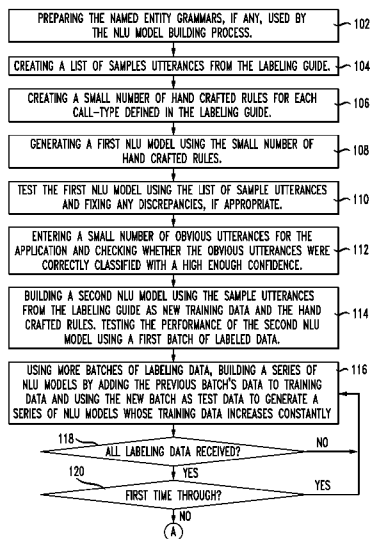 PREPARING THE NAMED ENTITY GRAMMARS, IF ANY, USED BY
THE NLU MODEL BUILDING PROCESS.
102
CREATING A LIST OF SAMPLES UTTERANCES FROM THE LABELING GUIDE.
104
CREATING A SMALL NUMBER OF HAND CRAFTED RULES FOR EACH
CALL-TYPE DEFINED IN THE LABELING GUIDE.
106
GENERATING A FIRST NLU MODEL USING THE SMALL NUMBER OF
HAND CRAFTED RULES.
108
TEST THE FIRST NLU MODEL USING THE LIST OF SAMPLE UTTERANCES
AND FIXING ANY DISCREPANCIES, IF APPROPRIATE.
110
ENTERING A SMALL NUMBER OF OBVIOUS UTTERANCES FOR THE
APPLICATION AND CHECKING WHETHER THE OBVIOUS UTTERANCES WERE
CORRECTLY CLASSIFIED WITH A HIGH ENOUGH CONFIDENCE.
112
BUILDING A SECOND NLU MODEL USING THE SAMPLE UTTERANCES
FROM THE LABELING GUIDE AS NEW TRAINING DATA AND THE HAND
CRAFTED RULES. TESTING THE PERFORMANCE OF THE SECOND NLU
MODEL USING A FIRST BATCH OF LABELED DATA.
114
USING MORE BATCHES OF LABELING DATA, BUILDING A SERIES OF
NLU MODELS BY ADDING THE PREVIOUS BATCH'S DATA TO TRAINING
DATA AND USING THE NEW BATCH AS TEST DATA TO GENERATE A
SERIES OF NLU MODELS WHOSE TRAINING DATA INCREASES CONSTANTLY
116
118
ALL LABELING DATA RECEIVED?
NO
YES
120
FIRST TIME THROUGH?
YES
NO
A